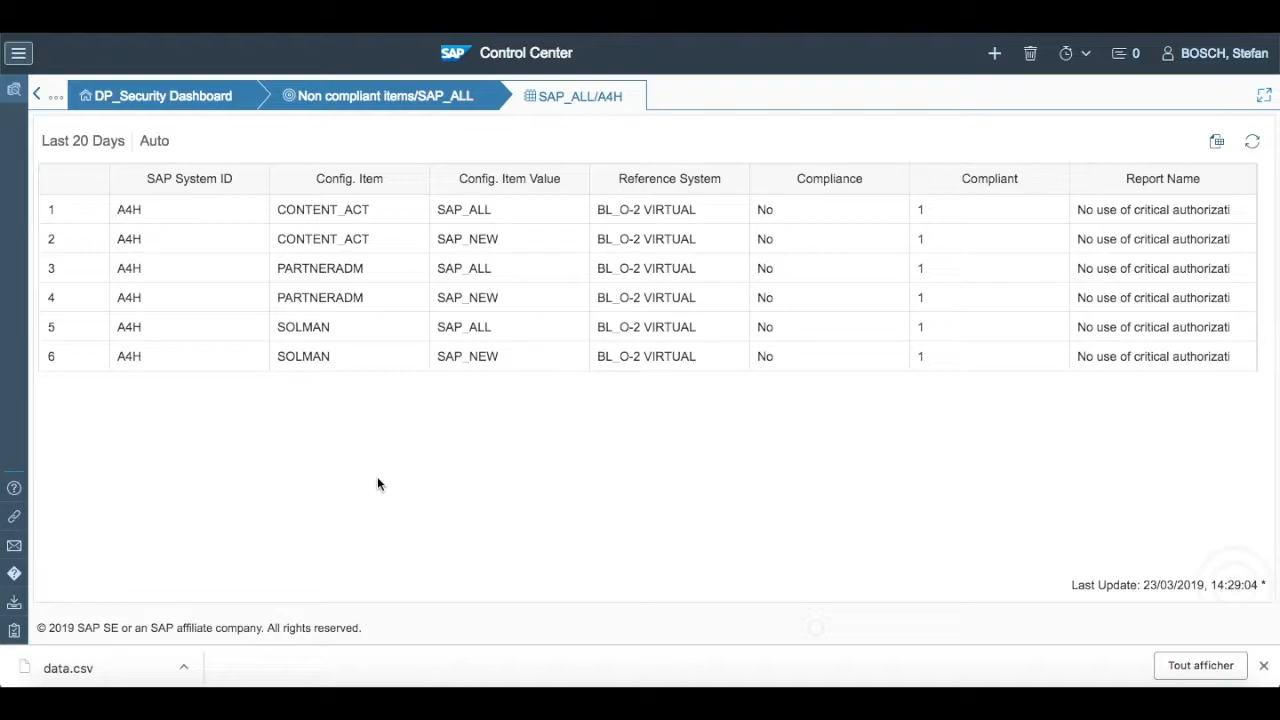 SAP Control Center
0
BOSCH, Stefan
...
DP_Security Dashboard
Non compliant items/SAP_ALL
SAP_ALL/A4H
Last 20 Days Auto
SAP System ID Config. Item Config. Item Value Reference System Compliance Compliant Report Name
1 A4H CONTENT_ACT SAP_ALL BL_O-2 VIRTUAL No 1 No use of critical authorizati
2 A4H CONTENT_ACT SAP_NEW BL_O-2 VIRTUAL No 1 No use of critical authorizati
3 A4H PARTNERADM SAP_ALL BL_O-2 VIRTUAL No 1 No use of critical authorizati
4 A4H PARTNERADM SAP_NEW BL_O-2 VIRTUAL No 1 No use of critical authorizati
5 A4H SOLMAN SAP_ALL BL_O-2 VIRTUAL No 1 No use of critical authorizati
6 A4H SOLMAN SAP_NEW BL_O-2 VIRTUAL No 1 No use of critical authorizati
Last Update: 23/03/2019, 14:29:04 *
© 2019 SAP SE or an SAP affiliate company. All rights reserved.
data.csv
Tout afficher